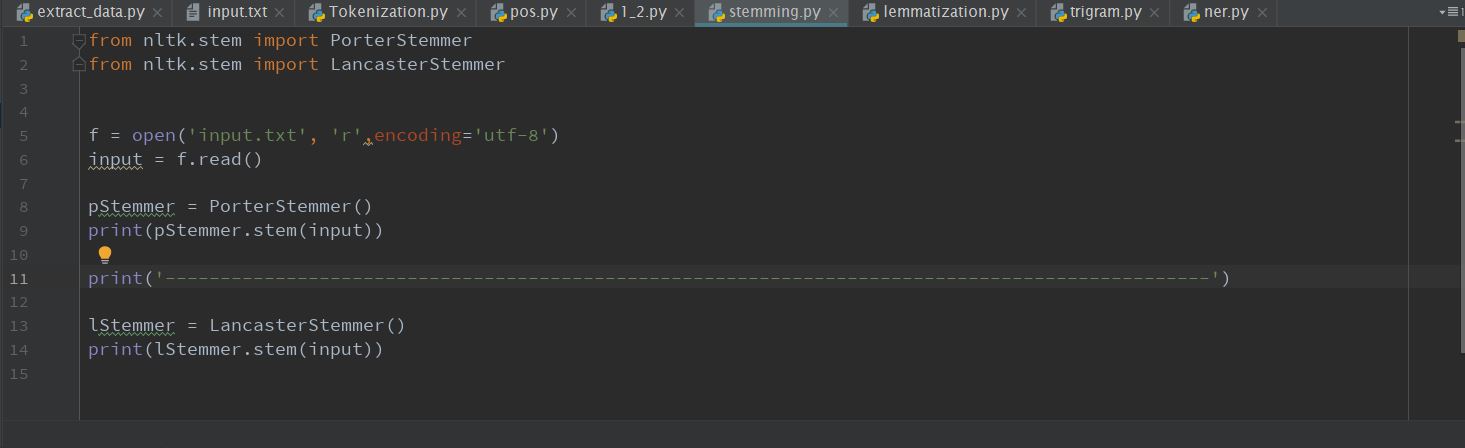 extract_data.py input.txt Tokenization.py pos.py 1_2.py stemming.py lemmatization.py trigram.py ner.py
1 from nltk.stem import PorterStemmer
2 from nltk.stem import LancasterStemmer
3
4
5 f = open('input.txt', 'r',encoding='utf-8')
6 input = f.read()
7
8 pStemmer = PorterStemmer()
9 print(pStemmer.stem(input))
10
11 print('-----------------------------------------------------------------------------------------------')
12
13 lStemmer = LancasterStemmer()
14 print(lStemmer.stem(input))
15